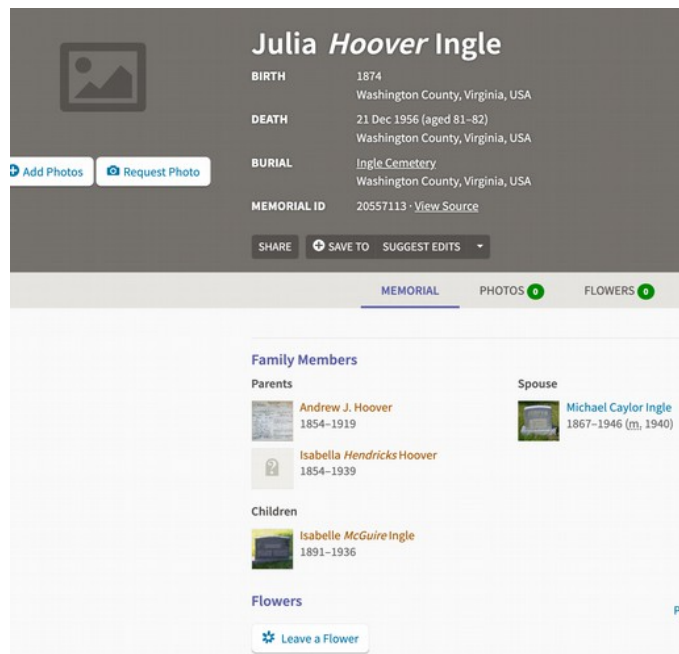 Julia Hoover Ingle
BIRTH 1874
Washington County, Virginia, USA
DEATH 21 Dec 1956 (aged 81–82)
Washington County, Virginia, USA
BURIAL Ingle Cemetery
Washington County, Virginia, USA
MEMORIAL ID 20557113 · View Source
Add Photos Request Photo
SHARE SAVE TO SUGGEST EDITS
MEMORIAL PHOTOS 0 FLOWERS 0
Family Members
Parents
Andrew J. Hoover
1854–1919
Isabella Hendricks Hoover
1854–1939
Spouse
Michael Caylor Ingle
1867–1946 (m. 1940)
Children
Isabelle McGuire Ingle
1891–1936
Flowers
P
Leave a Flower